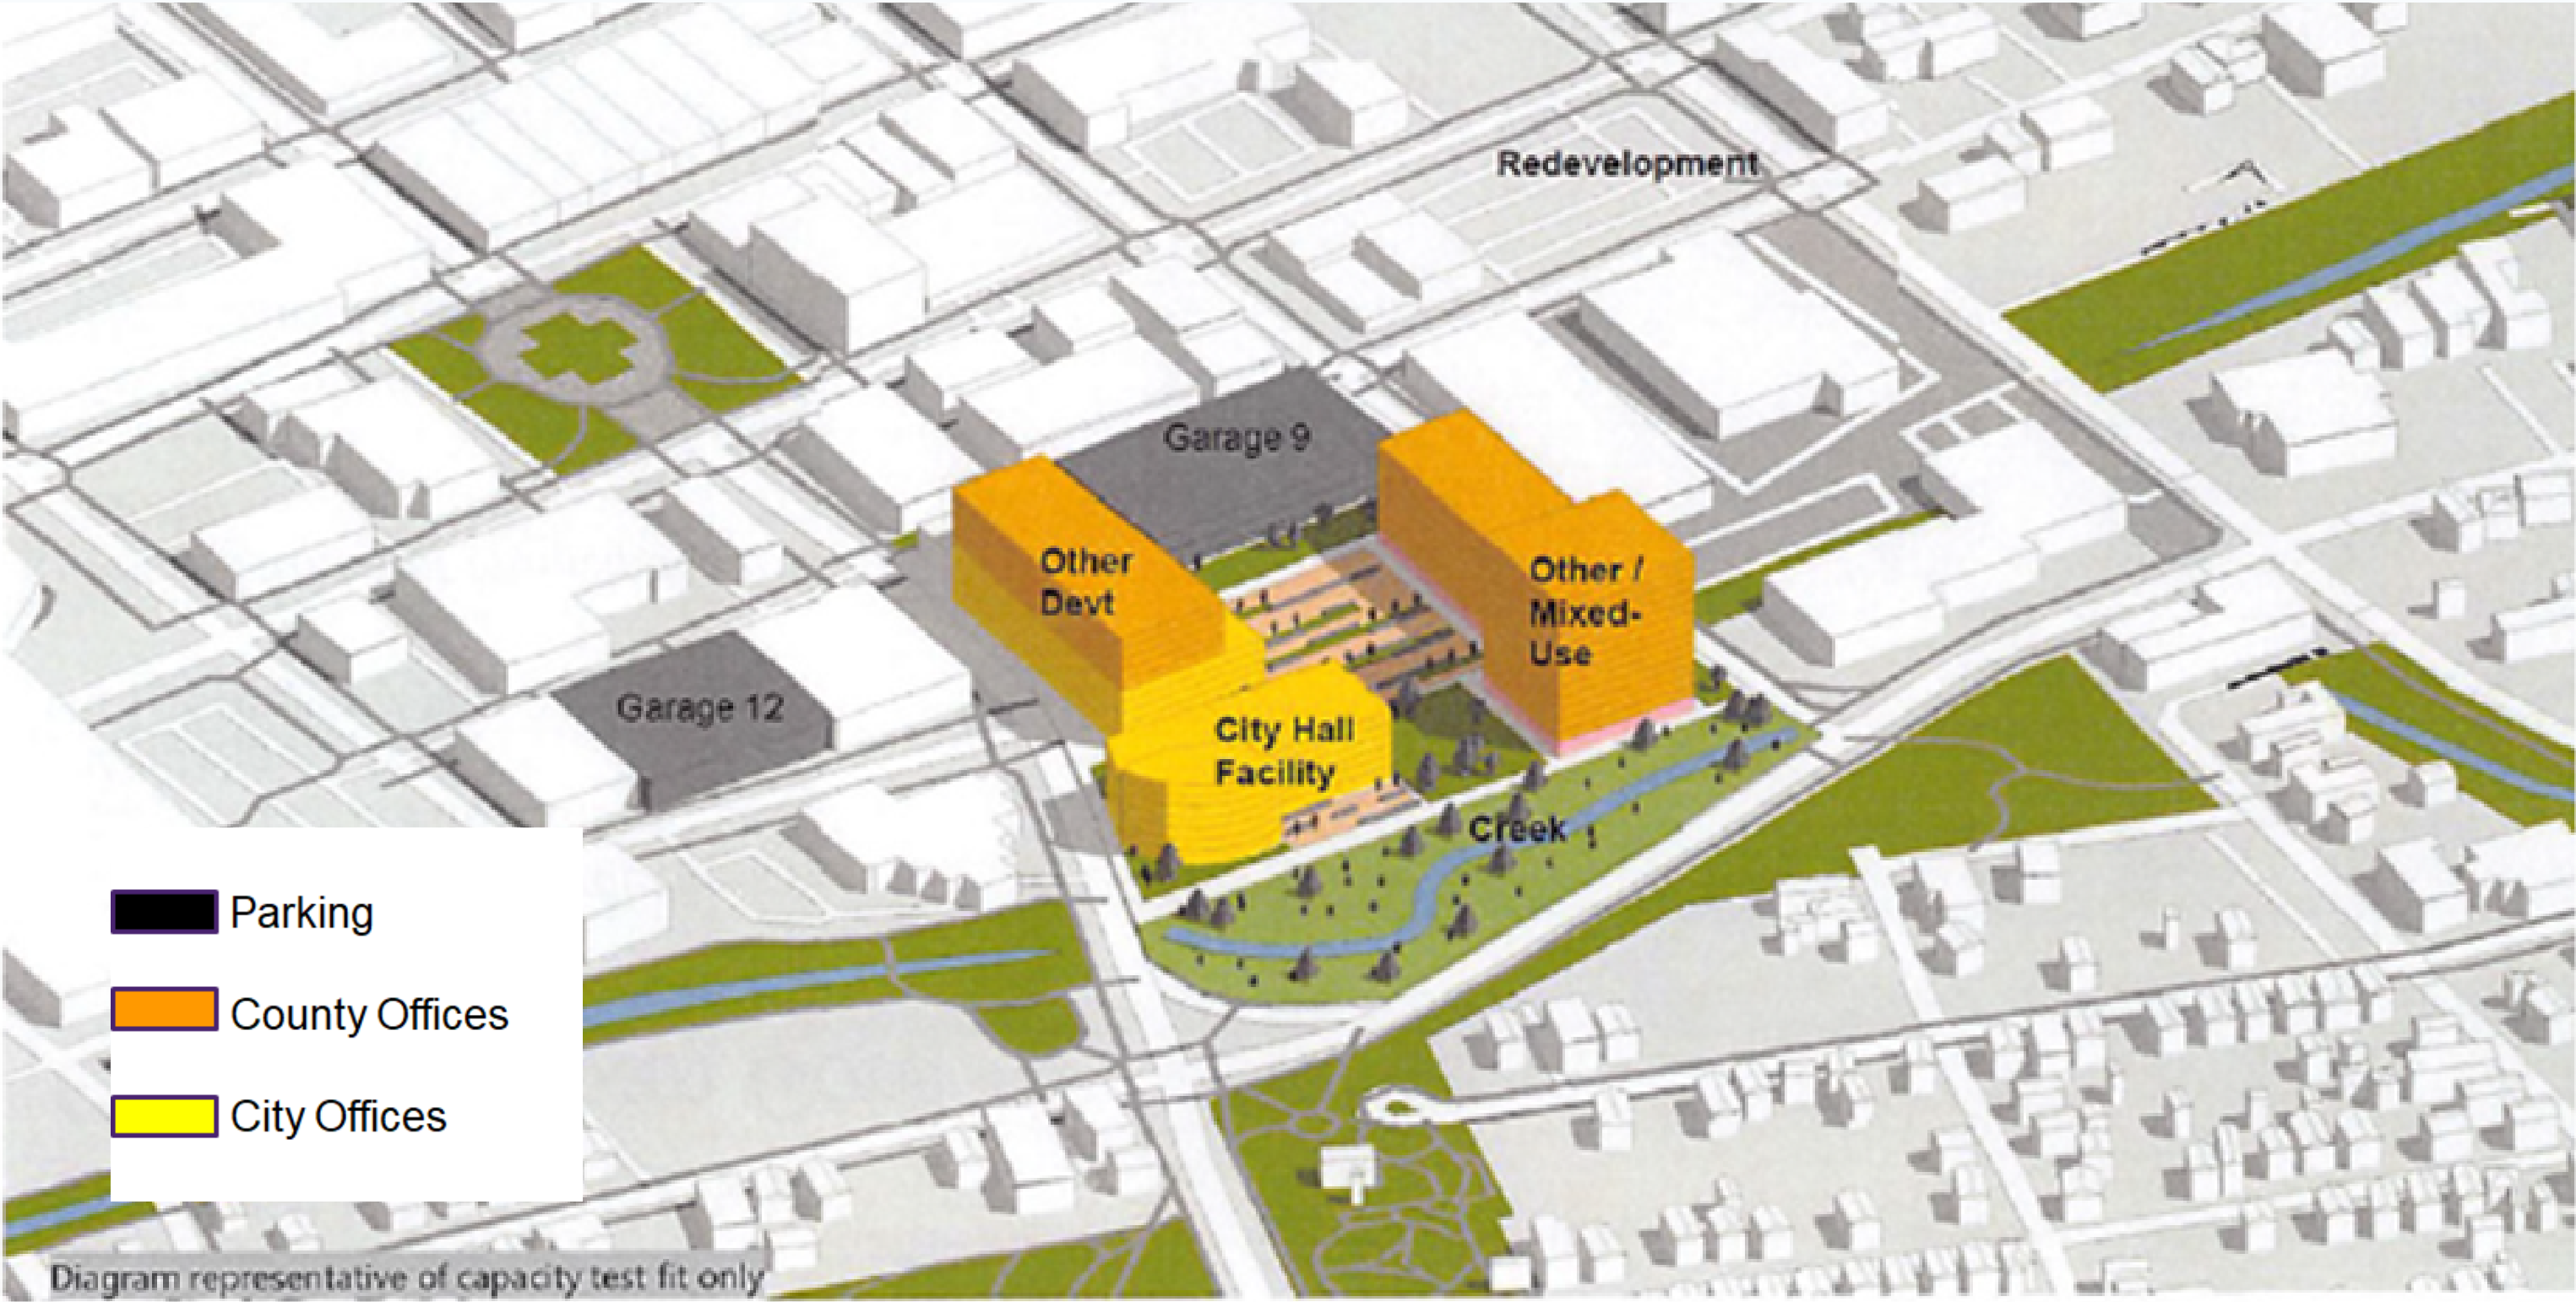 Redevelopment
Garage 9
Other
Devt
Other /
Mixed-
Use
Garage 12
City Hall
Facility
Creek
Parking
County Offices
City Offices
Diagram representative of capacity test fit only